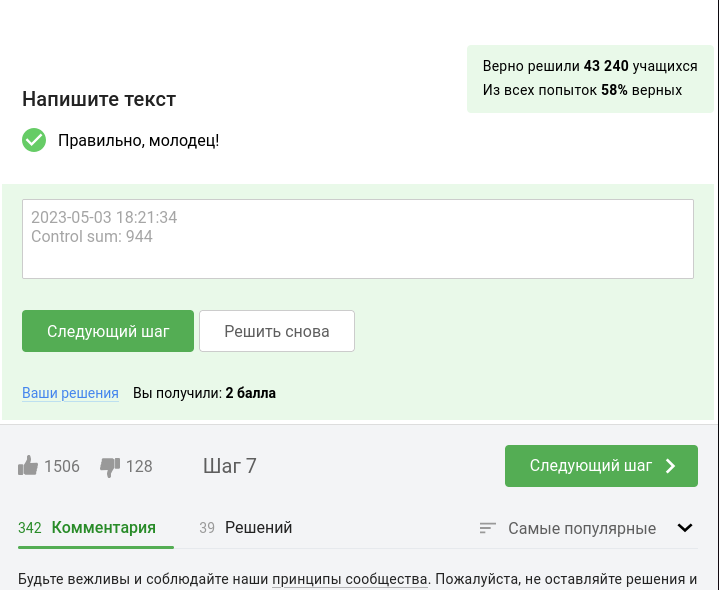 Верно решили 43 240 учащихся
Из всех попыток 58% верных
Напишите текст
Правильно, молодец!
2023-05-03 18:21:34
Control sum: 944
Следующий шаг
Решить снова
Ваши решения Вы получили: 2 балла
1506 128 Шаг 7 Следующий шаг
342 Комментария 39 Решений Самые популярные
Будьте вежливы и соблюдайте наши принципы сообщества. Пожалуйста, не оставляйте решения и